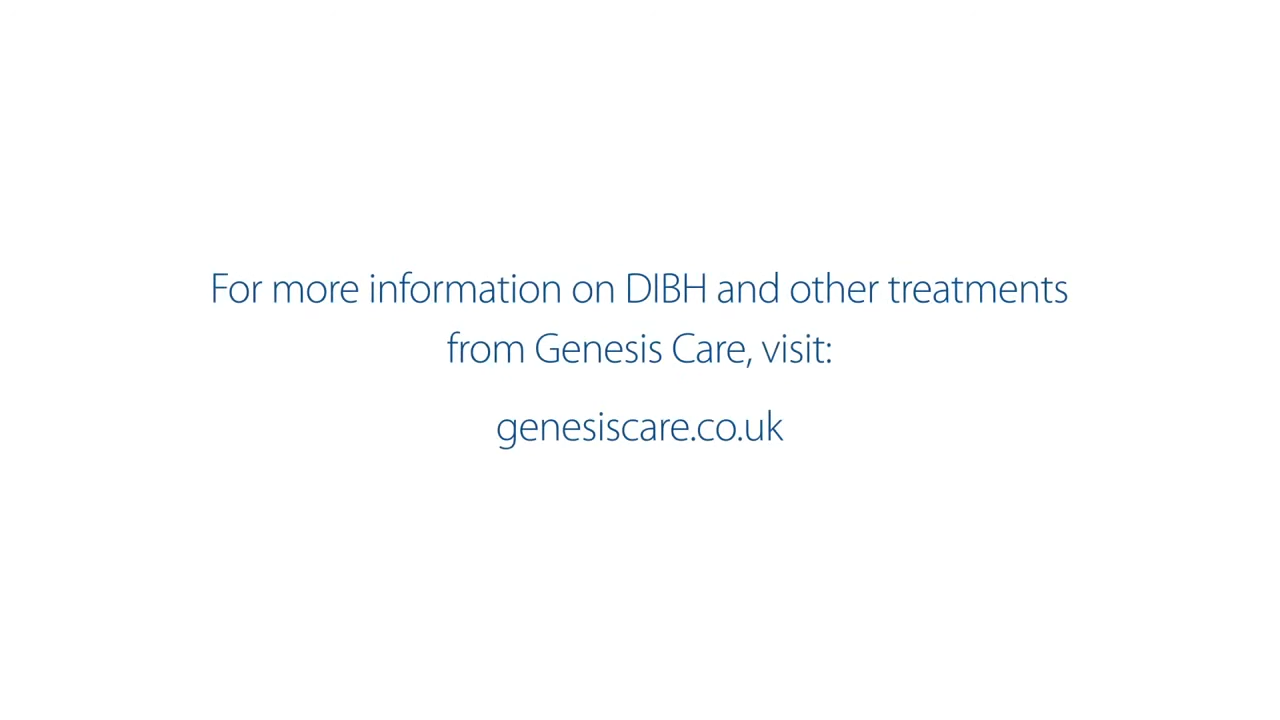 For more information on DIBH and other treatments
from Genesis Care, visit:
genesiscare.co.uk